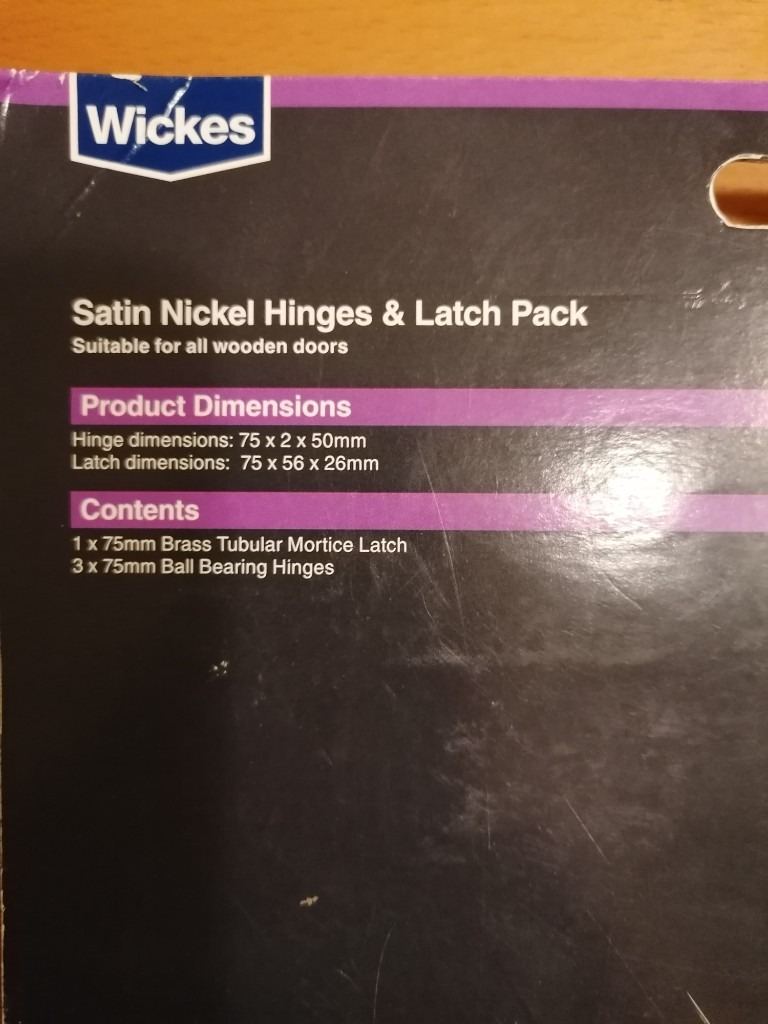 Wickes
Satin Nickel Hinges & Latch Pack
Suitable for all wooden doors
Product Dimensions
Hinge dimensions: 75 x 2 x 50mm
Latch dimensions: 75 x 56 x 26mm
Contents
1 x 75mm Brass Tubular Mortice Latch
3 x 75mm Ball Bearing Hinges